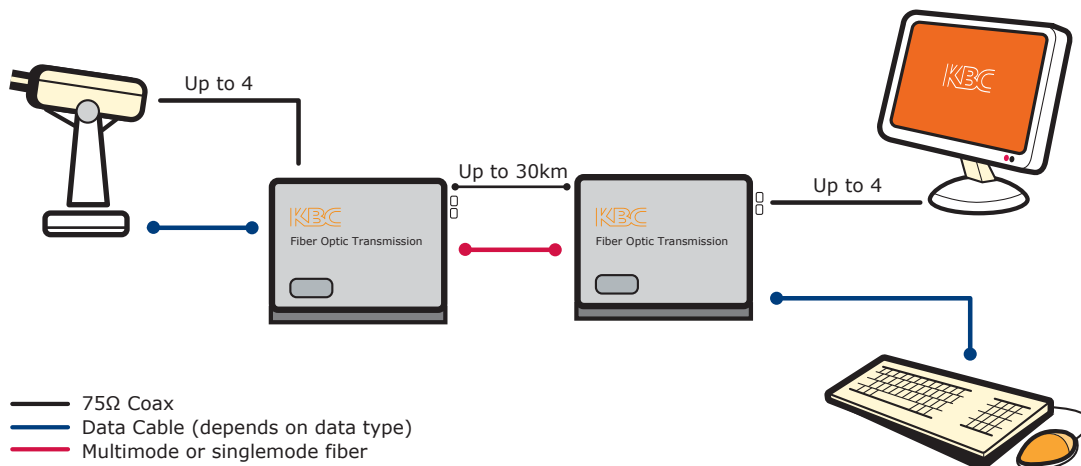 Up to 4
KBC
Up to 30km
Up to 4
KBC
Fiber Optic Transmission
KBC
Fiber Optic Transmission
75Ω Coax
Data Cable (depends on data type)
Multimode or singlemode fiber